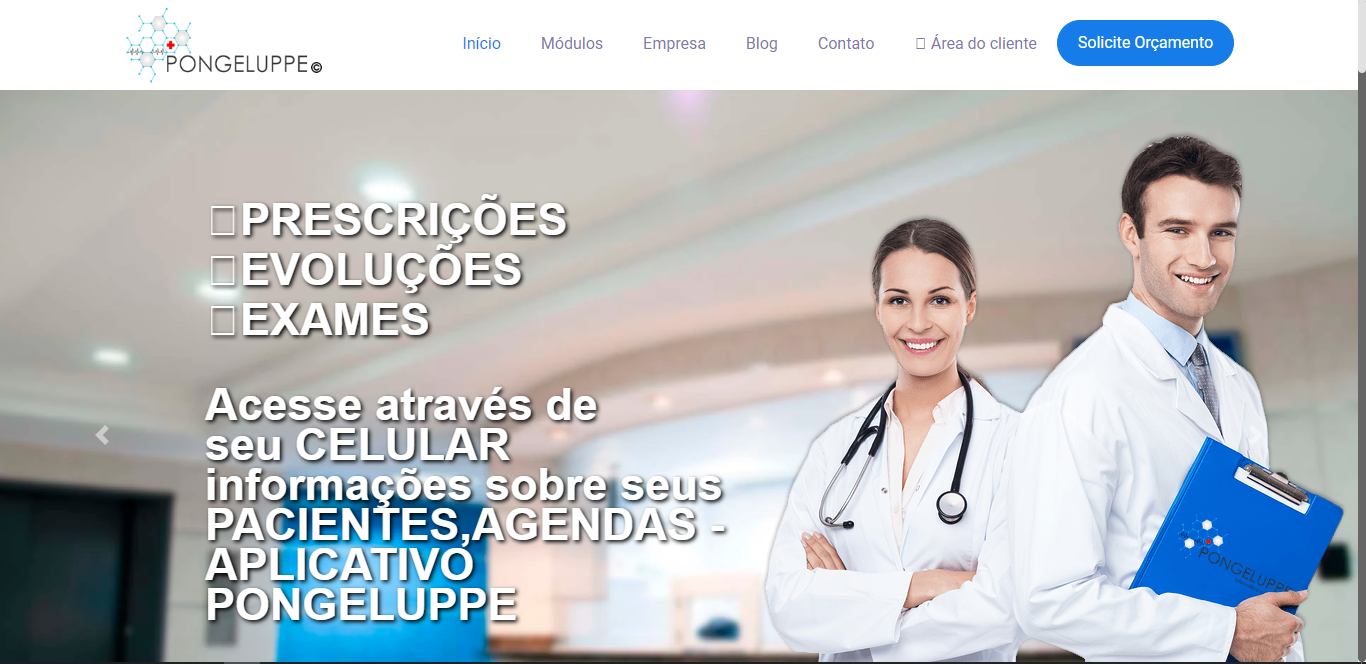 PONGELUPPE©
Início Módulos Empresa Blog Contato Área do cliente Solicite Orçamento
PRESCRIÇÕES
EVOLUÇÕES
EXAMES
Acesse através de
seu CELULAR
informações sobre seus
PACIENTES,AGENDAS -
APLICATIVO
PONGELUPPE
PONGELUPPE